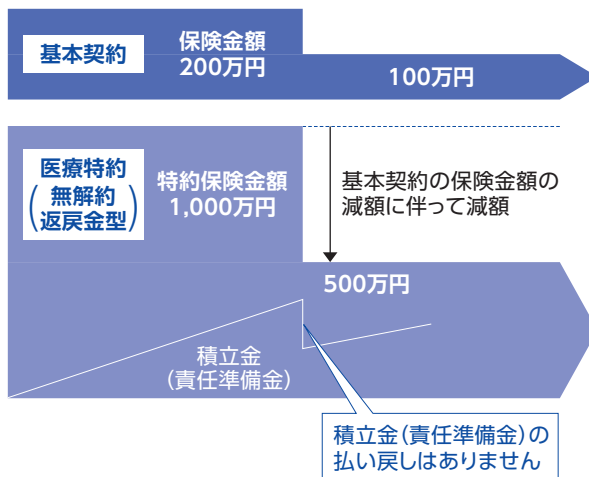 基本契約
保険金額
200万円
100万円
医療特約
(無解約
返戻金型)
特約保険金額
1,000万円
基本契約の保険金額の
減額に伴って減額
500万円
積立金
(責任準備金)
積立金(責任準備金)の
払い戻しはありません